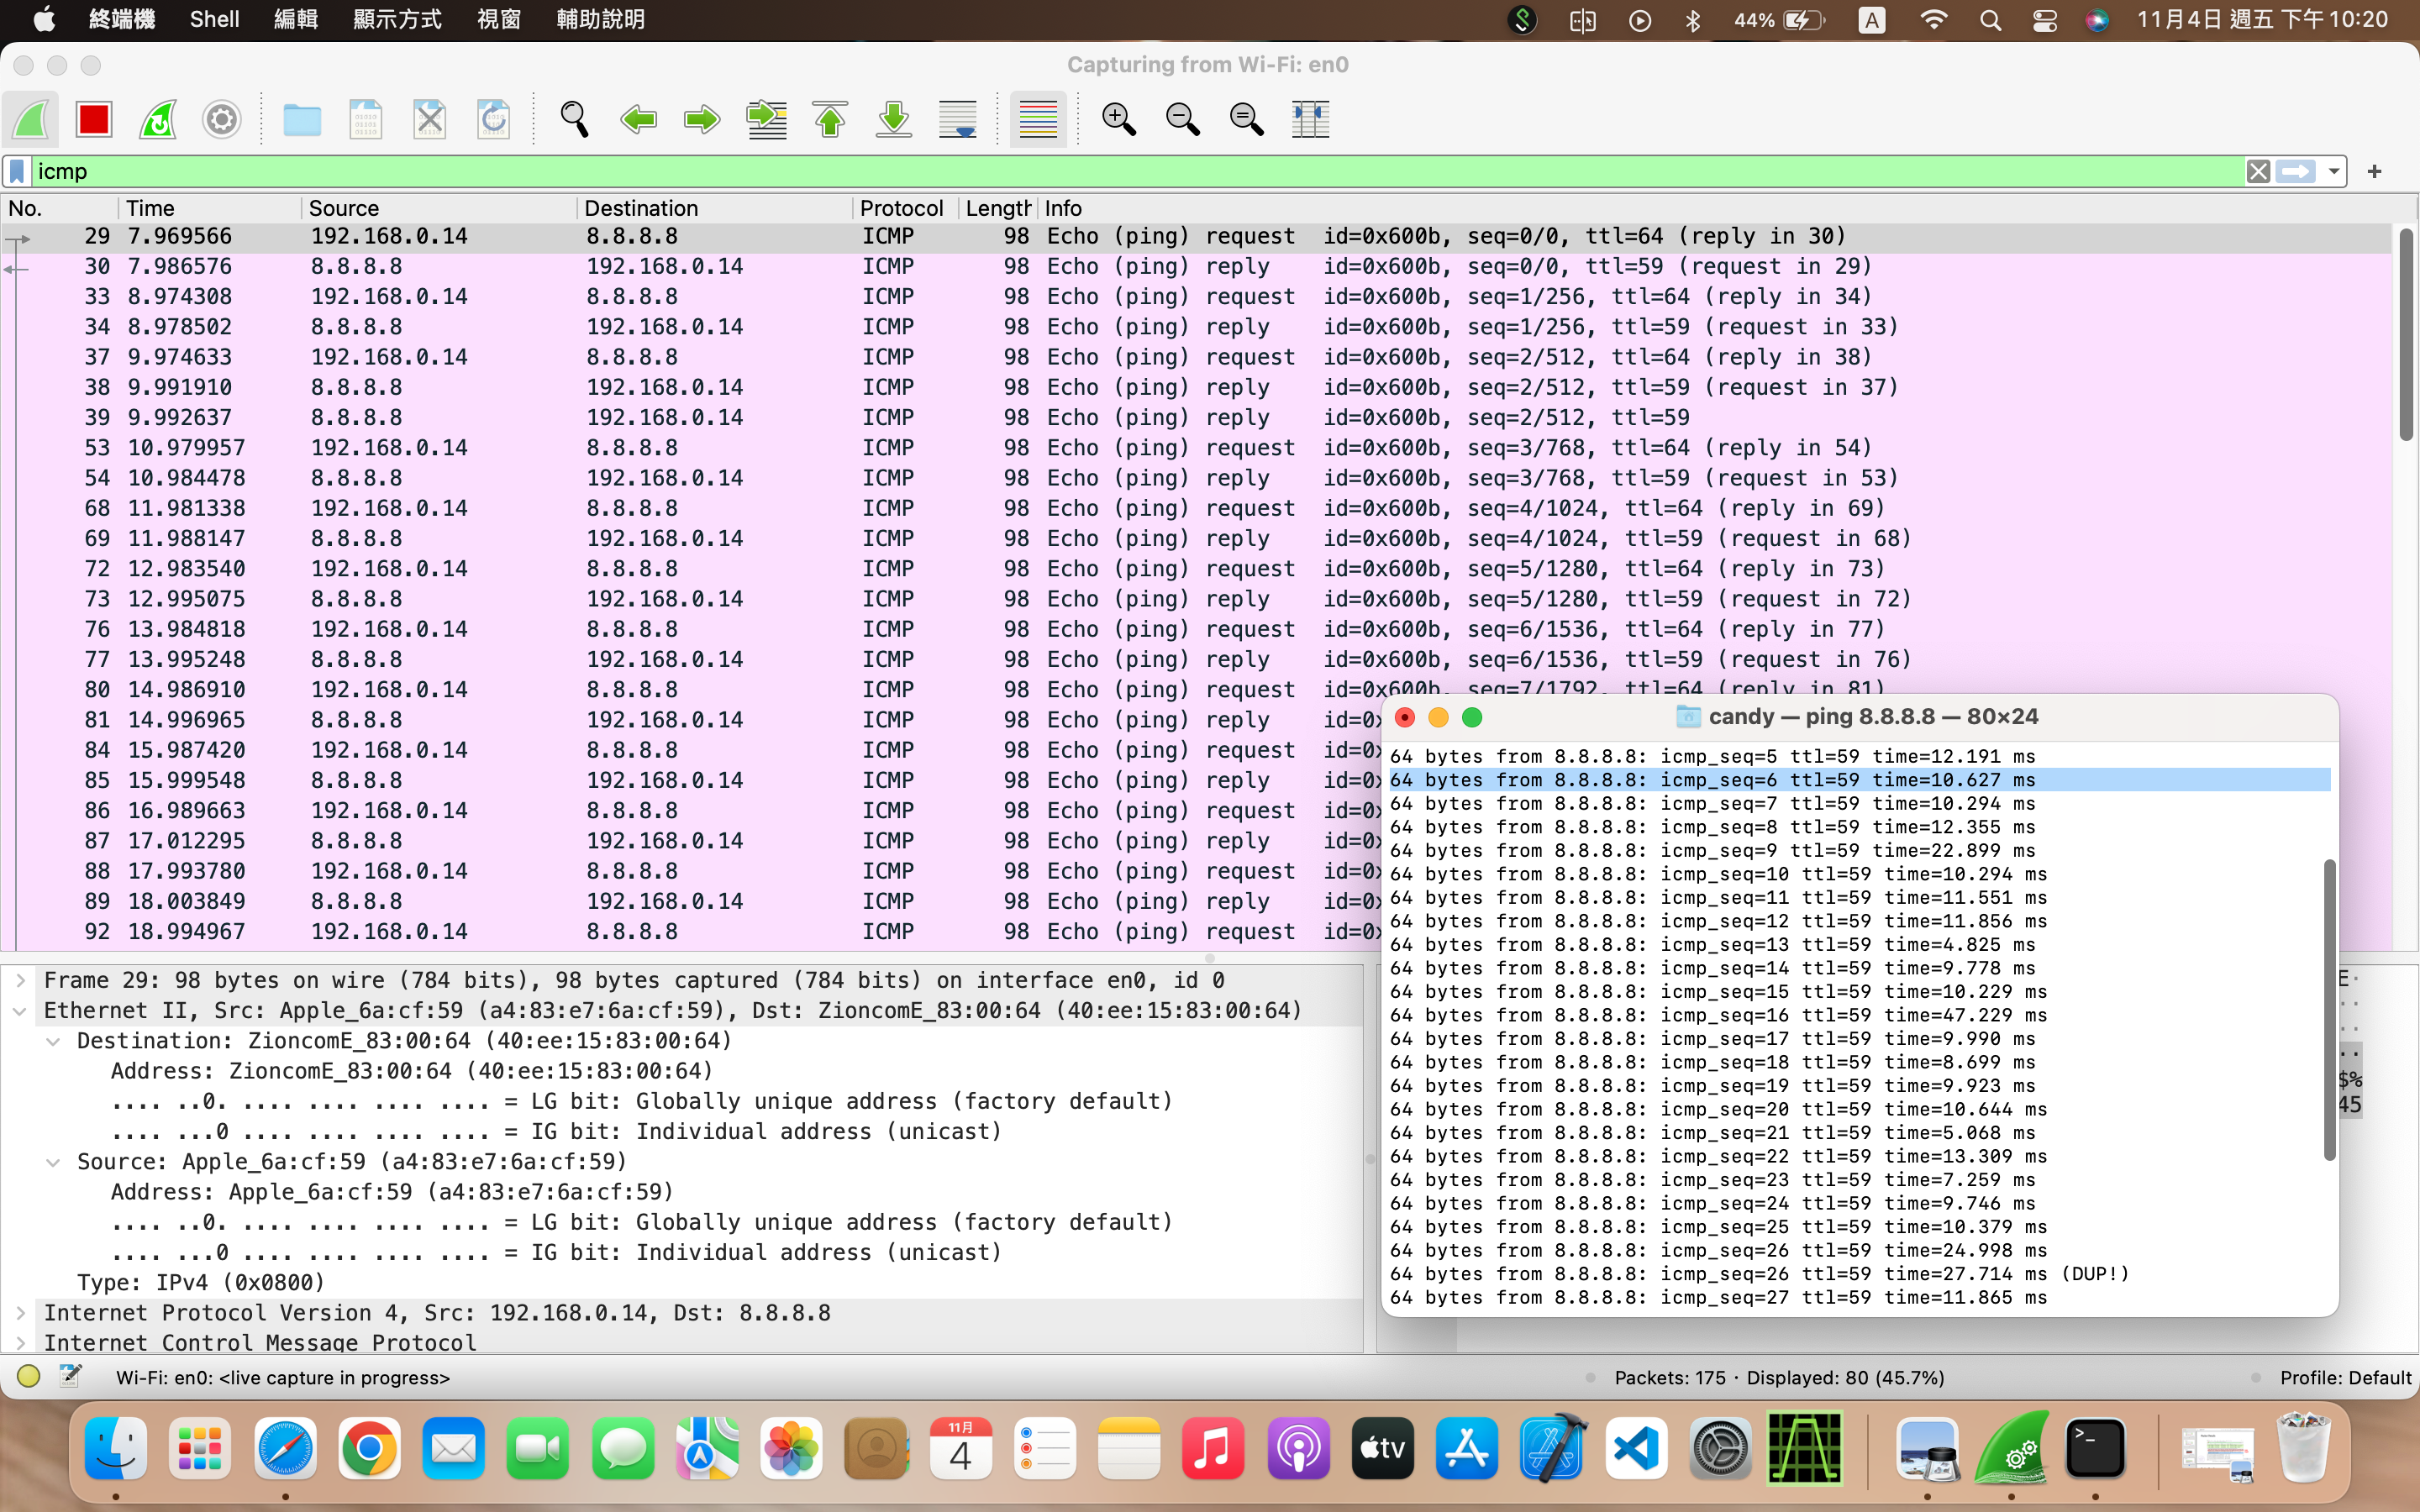 終端機 Shell 編輯 顯示方式 視窗 輔助說明 44% A 11月4日 週五 下午10:20
Capturing from Wi-Fi: en0
icmp
No. Time Source Destination Protocol Length Info
29 7.969566 192.168.0.14 8.8.8.8 ICMP 98 Echo (ping) request id=0x600b, seq=0/0, ttl=64 (reply in 30)
30 7.986576 8.8.8.8 192.168.0.14 ICMP 98 Echo (ping) reply id=0x600b, seq=0/0, ttl=59 (request in 29)
33 8.974308 192.168.0.14 8.8.8.8 ICMP 98 Echo (ping) request id=0x600b, seq=1/256, ttl=64 (reply in 34)
34 8.978502 8.8.8.8 192.168.0.14 ICMP 98 Echo (ping) reply id=0x600b, seq=1/256, ttl=59 (request in 33)
37 9.974633 192.168.0.14 8.8.8.8 ICMP 98 Echo (ping) request id=0x600b, seq=2/512, ttl=64 (reply in 38)
38 9.991910 8.8.8.8 192.168.0.14 ICMP 98 Echo (ping) reply id=0x600b, seq=2/512, ttl=59 (request in 37)
39 9.992637 8.8.8.8 192.168.0.14 ICMP 98 Echo (ping) reply id=0x600b, seq=2/512, ttl=59
53 10.979957 192.168.0.14 8.8.8.8 ICMP 98 Echo (ping) request id=0x600b, seq=3/768, ttl=64 (reply in 54)
54 10.984478 8.8.8.8 192.168.0.14 ICMP 98 Echo (ping) reply id=0x600b, seq=3/768, ttl=59 (request in 53)
68 11.981338 192.168.0.14 8.8.8.8 ICMP 98 Echo (ping) request id=0x600b, seq=4/1024, ttl=64 (reply in 69)
69 11.988147 8.8.8.8 192.168.0.14 ICMP 98 Echo (ping) reply id=0x600b, seq=4/1024, ttl=59 (request in 68)
72 12.983540 192.168.0.14 8.8.8.8 ICMP 98 Echo (ping) request id=0x600b, seq=5/1280, ttl=64 (reply in 73)
73 12.995075 8.8.8.8 192.168.0.14 ICMP 98 Echo (ping) reply id=0x600b, seq=5/1280, ttl=59 (request in 72)
76 13.984818 192.168.0.14 8.8.8.8 ICMP 98 Echo (ping) request id=0x600b, seq=6/1536, ttl=64 (reply in 77)
77 13.995248 8.8.8.8 192.168.0.14 ICMP 98 Echo (ping) reply id=0x600b, seq=6/1536, ttl=59 (request in 76)
80 14.986910 192.168.0.14 8.8.8.8 ICMP 98 Echo (ping) request id=0x600b, seq=7/1792, ttl=64 (reply in 81)
81 14.996965 8.8.8.8 192.168.0.14 ICMP 98 Echo (ping) reply id=0x
84 15.987420 192.168.0.14 8.8.8.8 ICMP 98 Echo (ping) request id=0x
85 15.999548 8.8.8.8 192.168.0.14 ICMP 98 Echo (ping) reply id=0x
86 16.989663 192.168.0.14 8.8.8.8 ICMP 98 Echo (ping) request id=0x
87 17.012295 8.8.8.8 192.168.0.14 ICMP 98 Echo (ping) reply id=0x
88 17.993780 192.168.0.14 8.8.8.8 ICMP 98 Echo (ping) request id=0x
89 18.003849 8.8.8.8 192.168.0.14 ICMP 98 Echo (ping) reply id=0x
92 18.994967 192.168.0.14 8.8.8.8 ICMP 98 Echo (ping) request id=0x
candy — ping 8.8.8.8 — 80×24
64 bytes from 8.8.8.8: icmp_seq=5 ttl=59 time=12.191 ms
64 bytes from 8.8.8.8: icmp_seq=6 ttl=59 time=10.627 ms
64 bytes from 8.8.8.8: icmp_seq=7 ttl=59 time=10.294 ms
64 bytes from 8.8.8.8: icmp_seq=8 ttl=59 time=12.355 ms
64 bytes from 8.8.8.8: icmp_seq=9 ttl=59 time=22.899 ms
64 bytes from 8.8.8.8: icmp_seq=10 ttl=59 time=10.294 ms
64 bytes from 8.8.8.8: icmp_seq=11 ttl=59 time=11.551 ms
64 bytes from 8.8.8.8: icmp_seq=12 ttl=59 time=11.856 ms
64 bytes from 8.8.8.8: icmp_seq=13 ttl=59 time=4.825 ms
64 bytes from 8.8.8.8: icmp_seq=14 ttl=59 time=9.778 ms
64 bytes from 8.8.8.8: icmp_seq=15 ttl=59 time=10.229 ms
64 bytes from 8.8.8.8: icmp_seq=16 ttl=59 time=47.229 ms
64 bytes from 8.8.8.8: icmp_seq=17 ttl=59 time=9.990 ms
64 bytes from 8.8.8.8: icmp_seq=18 ttl=59 time=8.699 ms
64 bytes from 8.8.8.8: icmp_seq=19 ttl=59 time=9.923 ms
64 bytes from 8.8.8.8: icmp_seq=20 ttl=59 time=10.644 ms
64 bytes from 8.8.8.8: icmp_seq=21 ttl=59 time=5.068 ms
64 bytes from 8.8.8.8: icmp_seq=22 ttl=59 time=13.309 ms
64 bytes from 8.8.8.8: icmp_seq=23 ttl=59 time=7.259 ms
64 bytes from 8.8.8.8: icmp_seq=24 ttl=59 time=9.746 ms
64 bytes from 8.8.8.8: icmp_seq=25 ttl=59 time=10.379 ms
64 bytes from 8.8.8.8: icmp_seq=26 ttl=59 time=24.998 ms
64 bytes from 8.8.8.8: icmp_seq=26 ttl=59 time=27.714 ms (DUP!)
64 bytes from 8.8.8.8: icmp_seq=27 ttl=59 time=11.865 ms
Frame 29: 98 bytes on wire (784 bits), 98 bytes captured (784 bits) on interface en0, id 0
Ethernet II, Src: Apple_6a:cf:59 (a4:83:e7:6a:cf:59), Dst: ZioncomE_83:00:64 (40:ee:15:83:00:64)
Destination: ZioncomE_83:00:64 (40:ee:15:83:00:64)
Address: ZioncomE_83:00:64 (40:ee:15:83:00:64)
.... ..0. .... .... .... .... = LG bit: Globally unique address (factory default)
.... ...0 .... .... .... .... = IG bit: Individual address (unicast)
Source: Apple_6a:cf:59 (a4:83:e7:6a:cf:59)
Address: Apple_6a:cf:59 (a4:83:e7:6a:cf:59)
.... ..0. .... .... .... .... = LG bit: Globally unique address (factory default)
.... ...0 .... .... .... .... = IG bit: Individual address (unicast)
Type: IPv4 (0x0800)
Internet Protocol Version 4, Src: 192.168.0.14, Dst: 8.8.8.8
Internet Control Message Protocol
E·
··
··
··
$%
45
Wi-Fi: en0: <live capture in progress> Packets: 175 · Displayed: 80 (45.7%) Profile: Default
11月
4
tv
>_